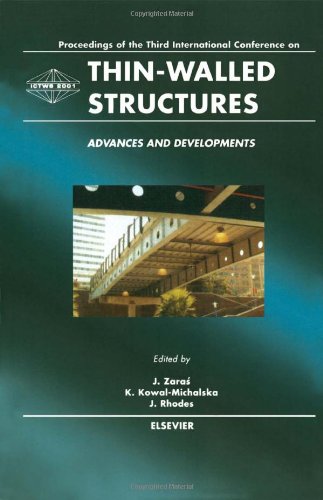 Proceedings of the Third International Conference on
ICTWS 2001
THIN-WALLED
STRUCTURES
ADVANCES AND DEVELOPMENTS
Edited by
J. Zaraś
K. Kowal-Michalska
J. Rhodes
ELSEVIER